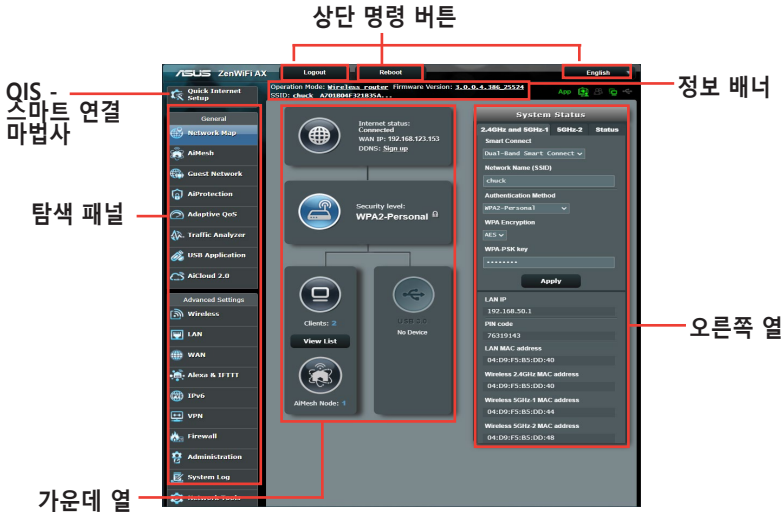 상단 명령 버튼
ASUS ZenWiFi AX
Logout
Reboot
English
QIS -
스마트 연결
마법사
Quick Internet
Setup
Operation Mode: Wireless router Firmware Version: 3.0.0.4.386_25524
SSID: chuck A701B04F321835A...
App
정보 배너
General
Network Map
AiMesh
Guest Network
AiProtection
Adaptive QoS
Traffic Analyzer
USB Application
AiCloud 2.0
탐색 패널
Advanced Settings
Wireless
LAN
WAN
Alexa & IFTTT
IPv6
VPN
Firewall
Administration
System Log
Network Tools
Internet status:
Connected
WAN IP: 192.168.123.153
DDNS: Sign up
Security level:
WPA2-Personal
Clients: 2
View List
AiMesh Node: 1
USB 3.0
No Device
가운데 열
System Status
2.4GHz and 5GHz-1 5GHz-2 Status
Smart Connect
Dual-Band Smart Connect
Network Name (SSID)
chuck
Authentication Method
WPA2-Personal
WPA Encryption
AES
WPA-PSK key
••••••••
Apply
LAN IP
192.168.50.1
PIN code
76319143
LAN MAC address
04:D9:F5:B5:DD:40
Wireless 2.4GHz MAC address
04:D9:F5:B5:DD:40
Wireless 5GHz-1 MAC address
04:D9:F5:B5:DD:44
Wireless 5GHz-2 MAC address
04:D9:F5:B5:DD:48
오른쪽 열